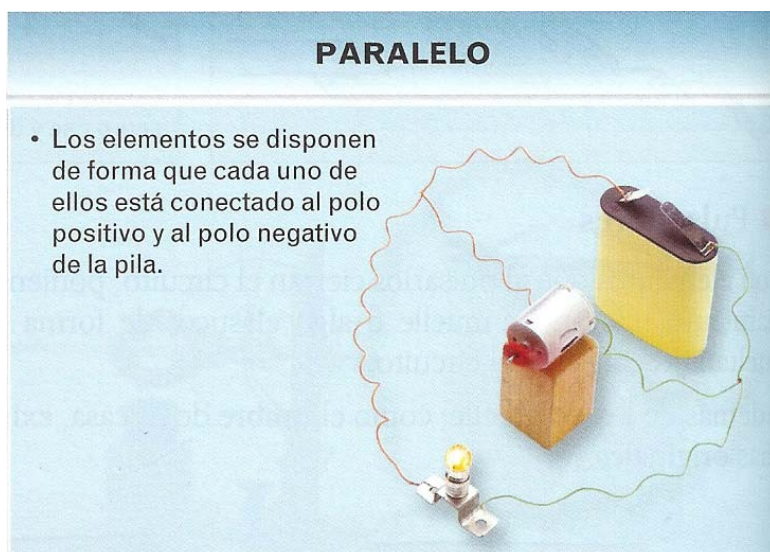 PARALELO
• Los elementos se disponen
de forma que cada uno de
ellos está conectado al polo
positivo y al polo negativo
de la pila.